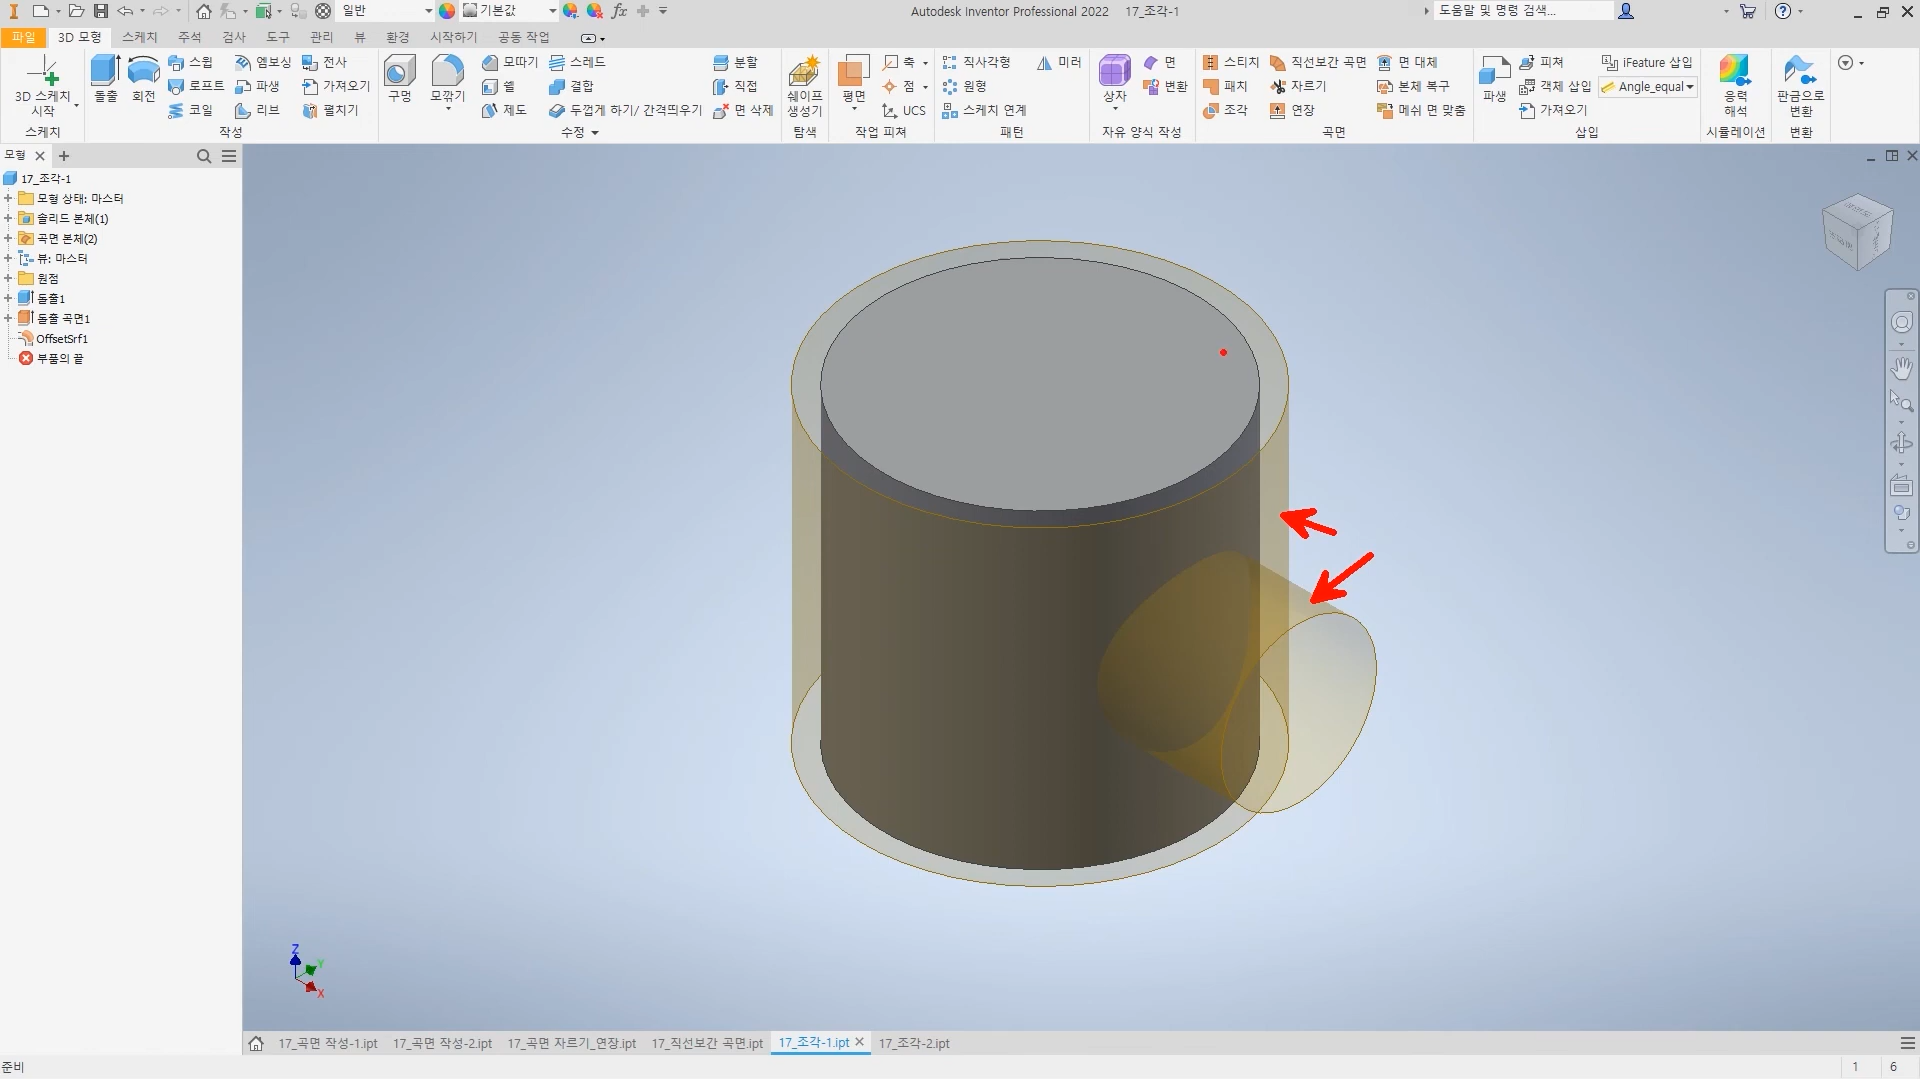 일반
기본값
fx
Autodesk Inventor Professional 2022 17_조각-1
도움말 및 명령 검색...
파일 3D 모형 스케치 주석 검사 도구 관리 뷰 환경 시작하기 공동 작업
3D 스케치 시작
스케치
돌출
회전
스윕
로프트
코일
엠보싱
파생
리브
전사
가져오기
펼치기
작성
구멍
모깎기
모따기
쉘
제도
스레드
결합
두껍게 하기/ 간격띄우기
분할
직접
면 삭제
수정
쉐이프 생성기
탐색
평면
축
점
UCS
작업 피쳐
직사각형
원형
스케치 연계
미러
패턴
상자
면
변환
자유 양식 작성
스티치
패치
조각
직선보간 곡면
자르기
연장
면 대체
본체 복구
메쉬 면 맞춤
곡면
파생
피쳐
객체 삽입
가져오기
iFeature 삽입
Angle_equal
삽입
응력 해석
시뮬레이션
판금으로 변환
변환
모형
17_조각-1
모형 상태: 마스터
솔리드 본체(1)
곡면 본체(2)
뷰: 마스터
원점
돌출1
돌출 곡면1
OffsetSrf1
부품의 끝
Z
Y
X
17_곡면 작성-1.ipt 17_곡면 작성-2.ipt 17_곡면 자르기_연장.ipt 17_직선보간 곡면.ipt 17_조각-1.ipt 17_조각-2.ipt
준비
1 6